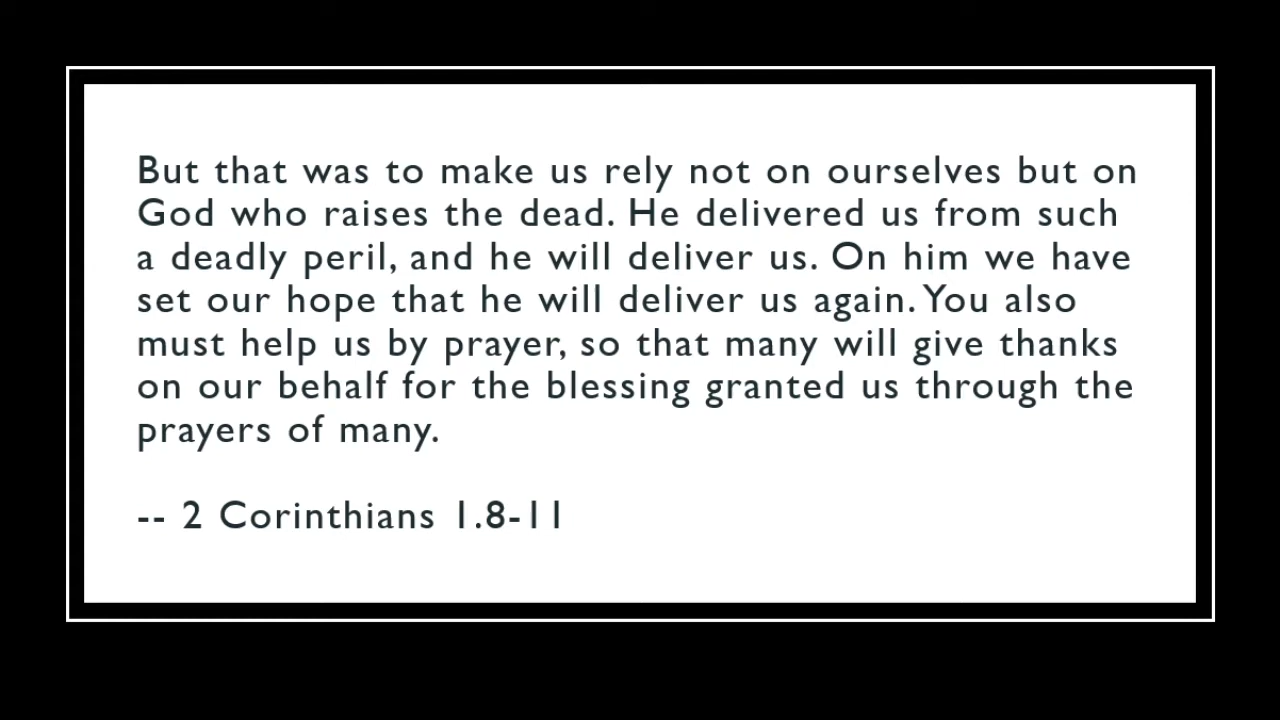 But that was to make us rely not on ourselves but on
God who raises the dead. He delivered us from such
a deadly peril, and he will deliver us. On him we have
set our hope that he will deliver us again. You also
must help us by prayer, so that many will give thanks
on our behalf for the blessing granted us through the
prayers of many.
-- 2 Corinthians 1.8-11